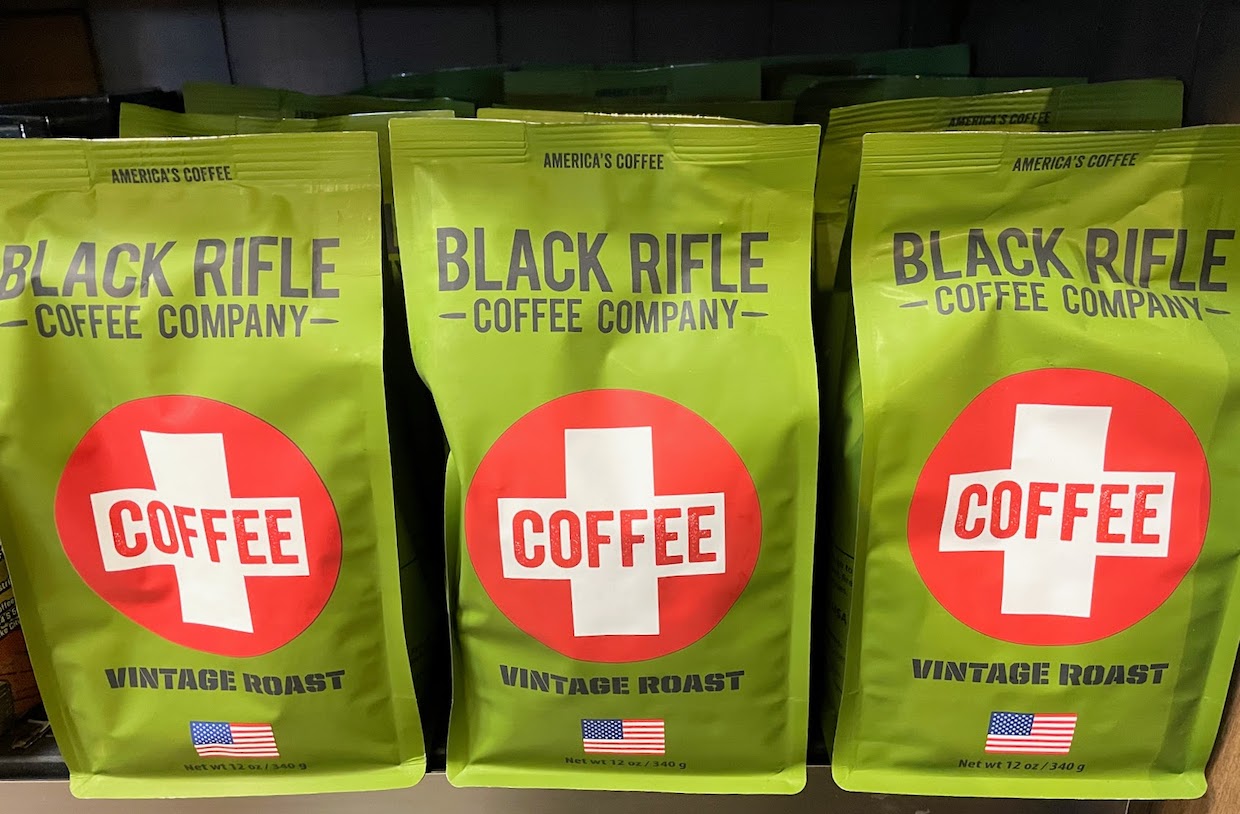 AMERICA'S COFFEE
BLACK RIFLE
COFFEE COMPANY
COFFEE
VINTAGE ROAST
Net wt 12 oz / 340 g
AMERICA'S COFFEE
BLACK RIFLE
COFFEE COMPANY
COFFEE
VINTAGE ROAST
Net wt 12 oz / 340 g
AMERICA'S COFFEE
AMERICA'S COFFEE
BLACK RIFLE
COFFEE COMPANY
COFFEE
VINTAGE ROAST
Net wt 12 oz / 340 g